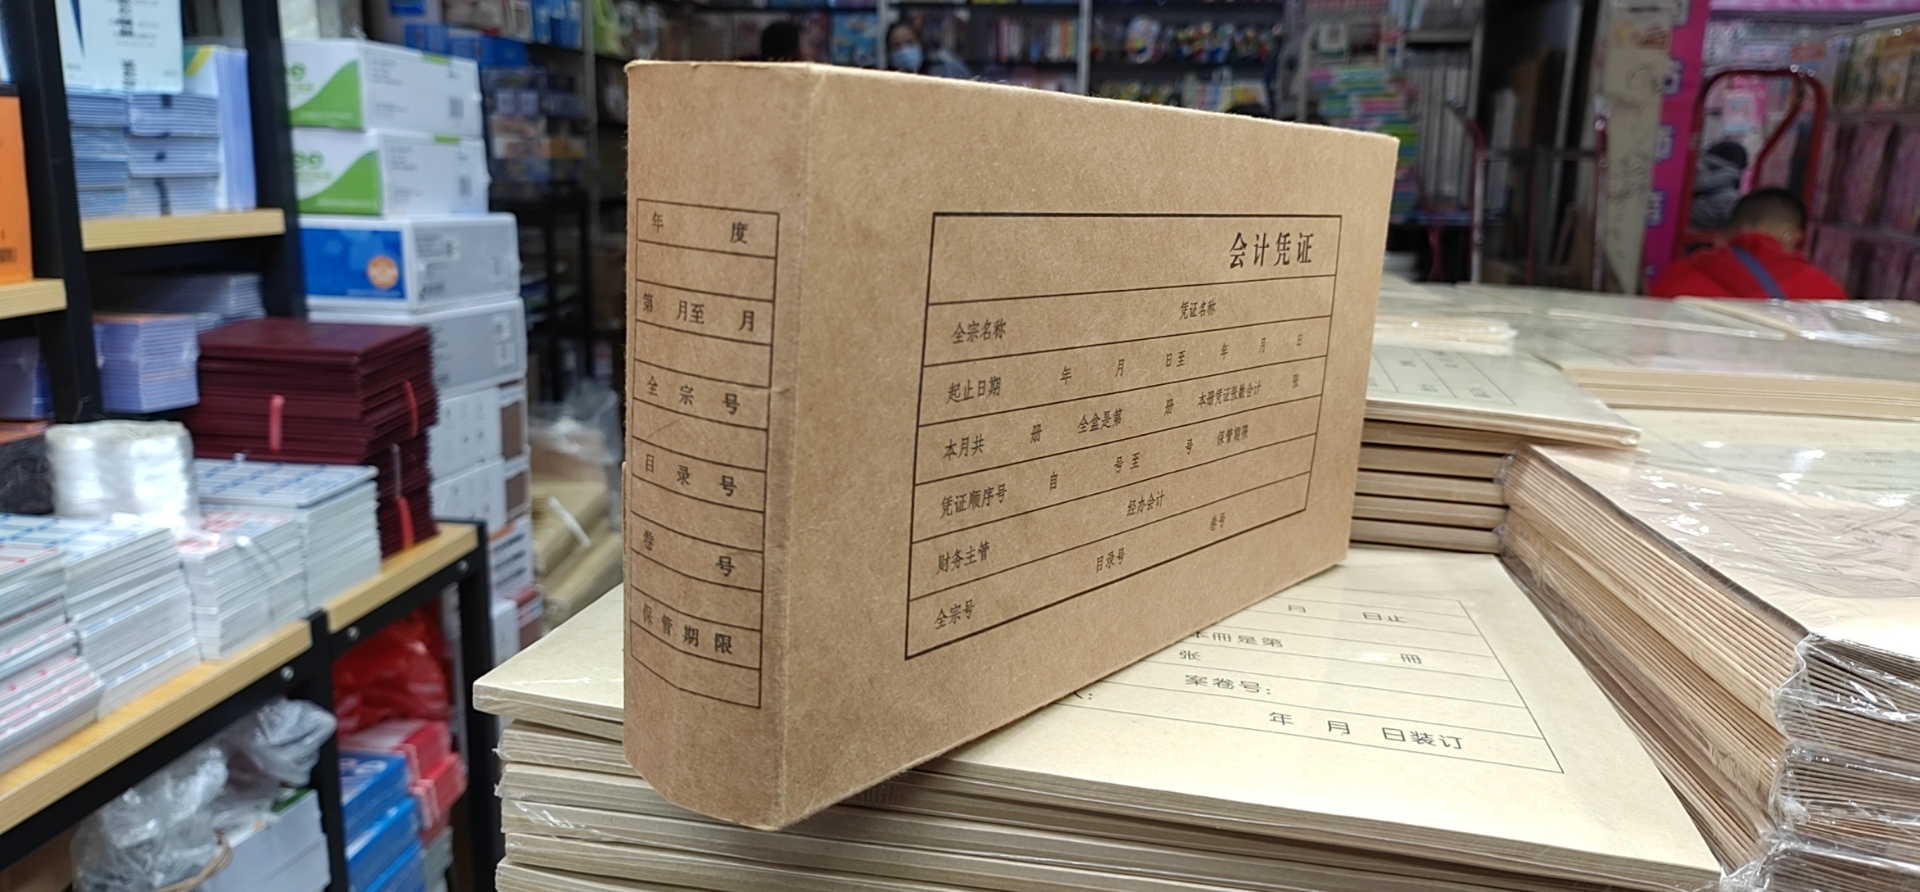 年 度
第 月至 月
全 宗 号
目 录 号
卷 号
保 管 期 限
会计凭证
全宗名称 凭证名称
起止日期 年 月 日至 年 月 日
本月共 册 全盒是第 册 本册凭证张数合计 张
凭证顺序号 自 号至 号 保管期限
财务主管 经办会计
全宗号 目录号 卷号
月 日止
本冊是第 冊
张
案卷号:
年 月 日装订